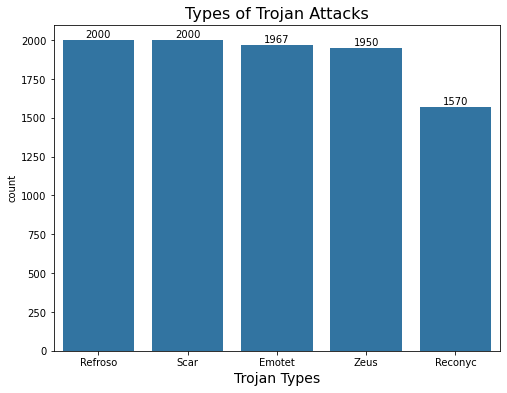 Types of Trojan Attacks
2000 2000 1967 1950 1570
2000
1750
1500
1250
1000
750
500
250
0
count
Refroso Scar Emotet Zeus Reconyc
Trojan Types